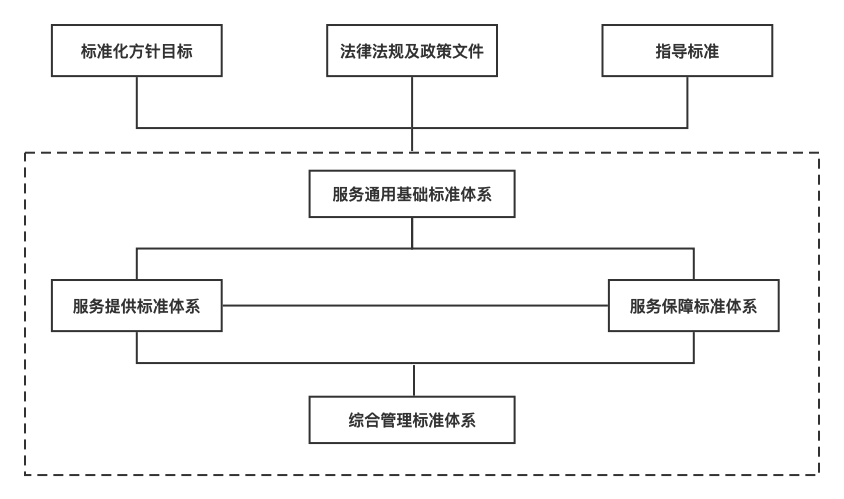 标准化方针目标
法律法规及政策文件
指导标准
服务通用基础标准体系
服务提供标准体系
服务保障标准体系
综合管理标准体系